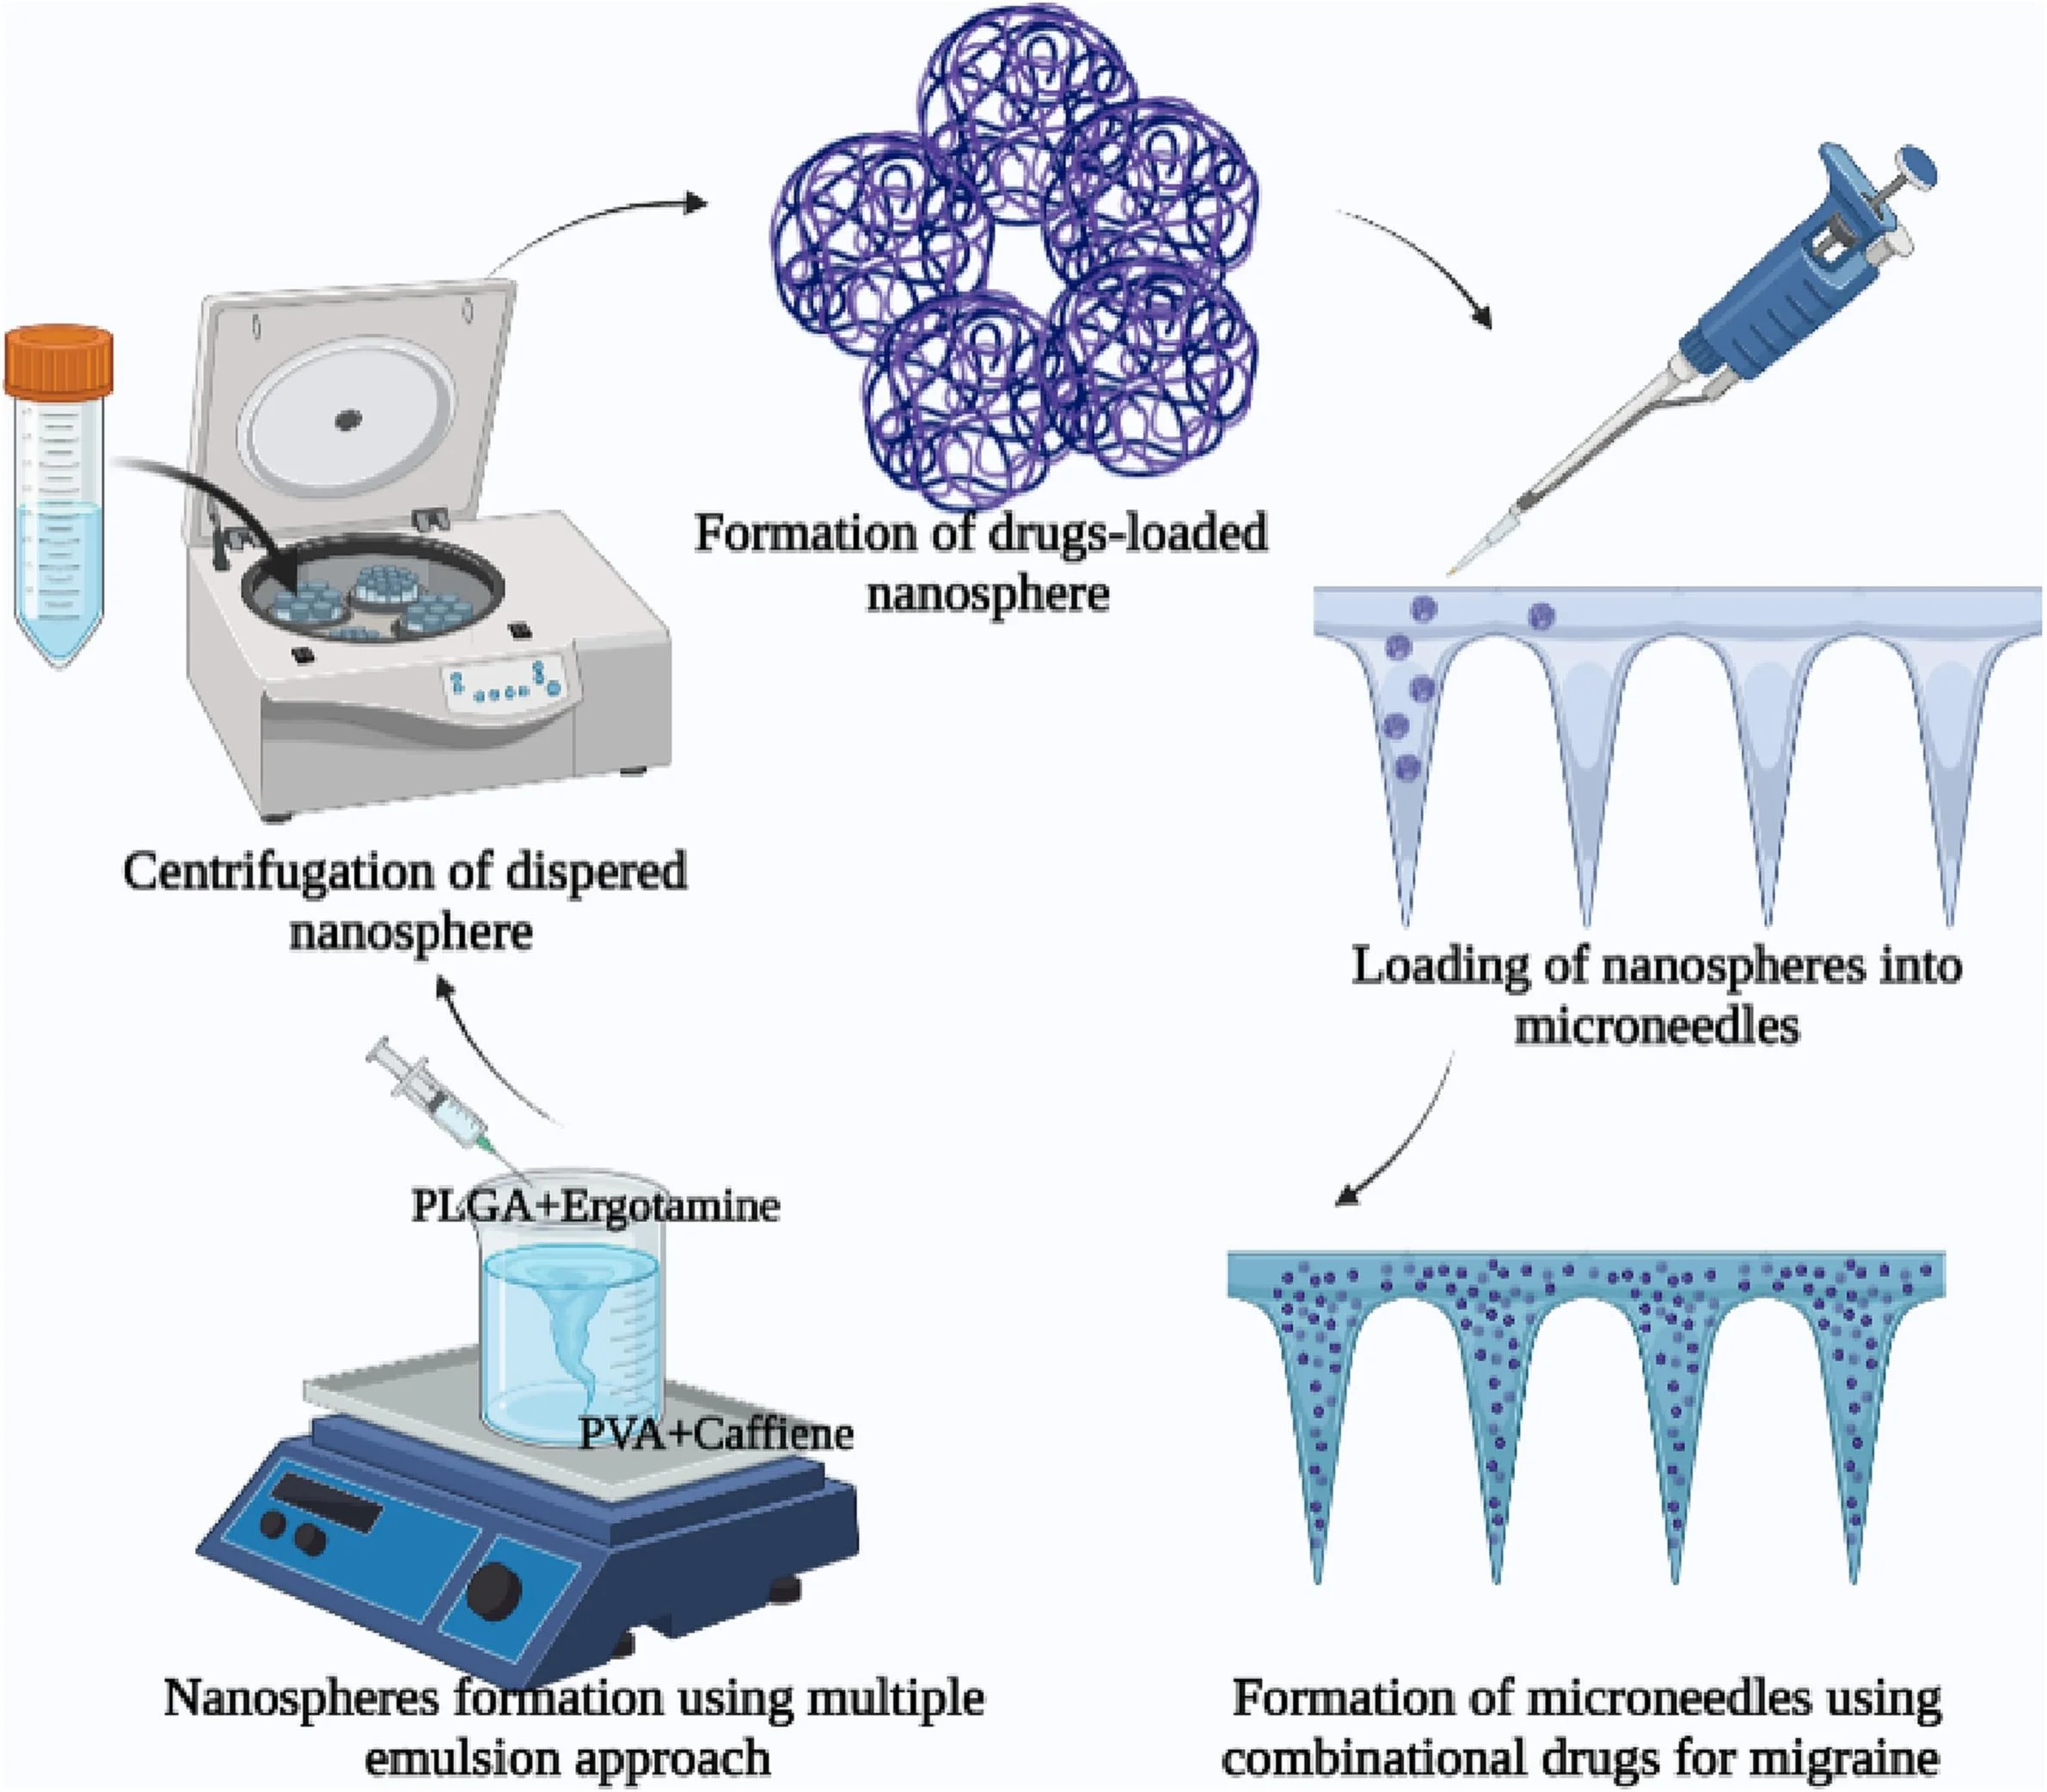 Formation of drugs-loaded
nanosphere
Centrifugation of dispered
nanosphere
Loading of nanospheres into
microneedles
PLGA+Ergotamine
PVA+Caffiene
Nanospheres formation using multiple
emulsion approach
Formation of microneedles using
combinational drugs for migraine